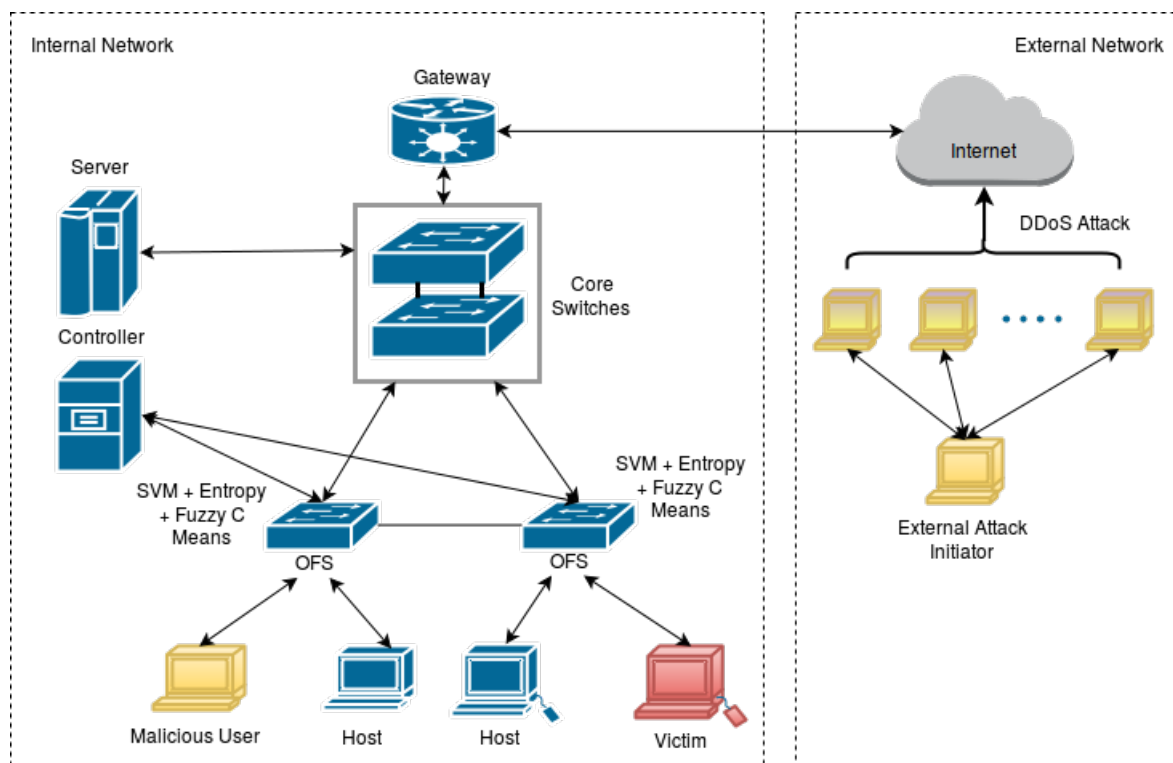 Internal Network
External Network
Gateway
Internet
Server
DDoS Attack
Core
Switches
Controller
SVM + Entropy
+ Fuzzy C
Means
SVM + Entropy
+ Fuzzy C
Means
OFS
OFS
External Attack
Initiator
Malicious User
Host
Host
Victim